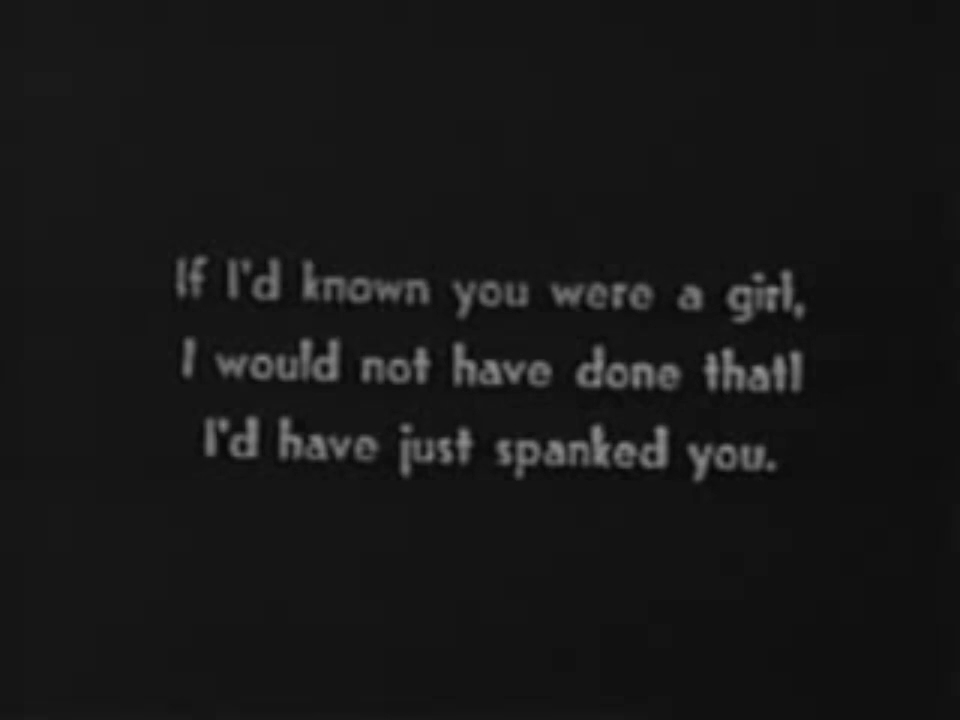 If I'd known you were a girl,
I would not have done that!
I'd have just spanked you.